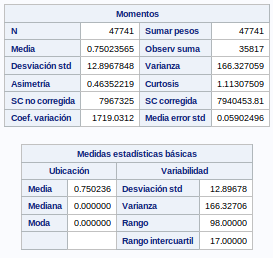 Momentos
N 47741 Sumar pesos 47741
Media 0.75023565 Observ suma 35817
Desviación std 12.8967848 Varianza 166.327059
Asimetría 0.46352219 Curtosis 1.11307509
SC no corregida 7967325 SC corregida 7940453.81
Coef. variación 1719.0312 Media error std 0.05902496
Medidas estadísticas básicas
Ubicación Variabilidad
Media 0.750236 Desviación std 12.89678
Mediana 0.000000 Varianza 166.32706
Moda 0.000000 Rango 98.00000
Rango intercuartil 17.00000